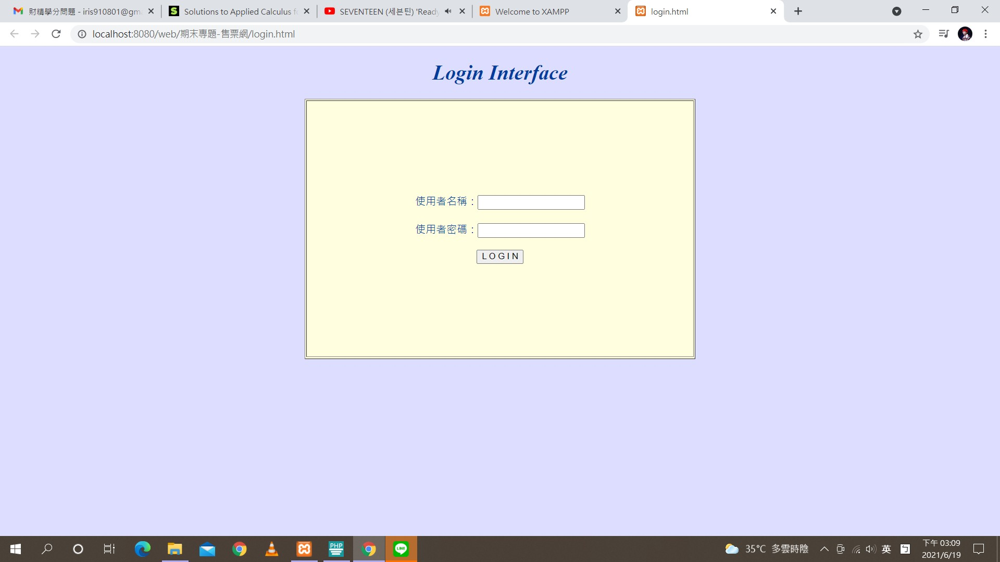 財精學分問題 - iris910801@gm
Solutions to Applied Calculus f
SEVENTEEN (세븐틴) 'Ready
Welcome to XAMPP
login.html
localhost:8080/web/期末專題-售票網/login.html
Login Interface
使用者名稱：
使用者密碼：
L O G I N
PHP
LINE
35°C 多雲時陰
英
下午 03:09
2021/6/19